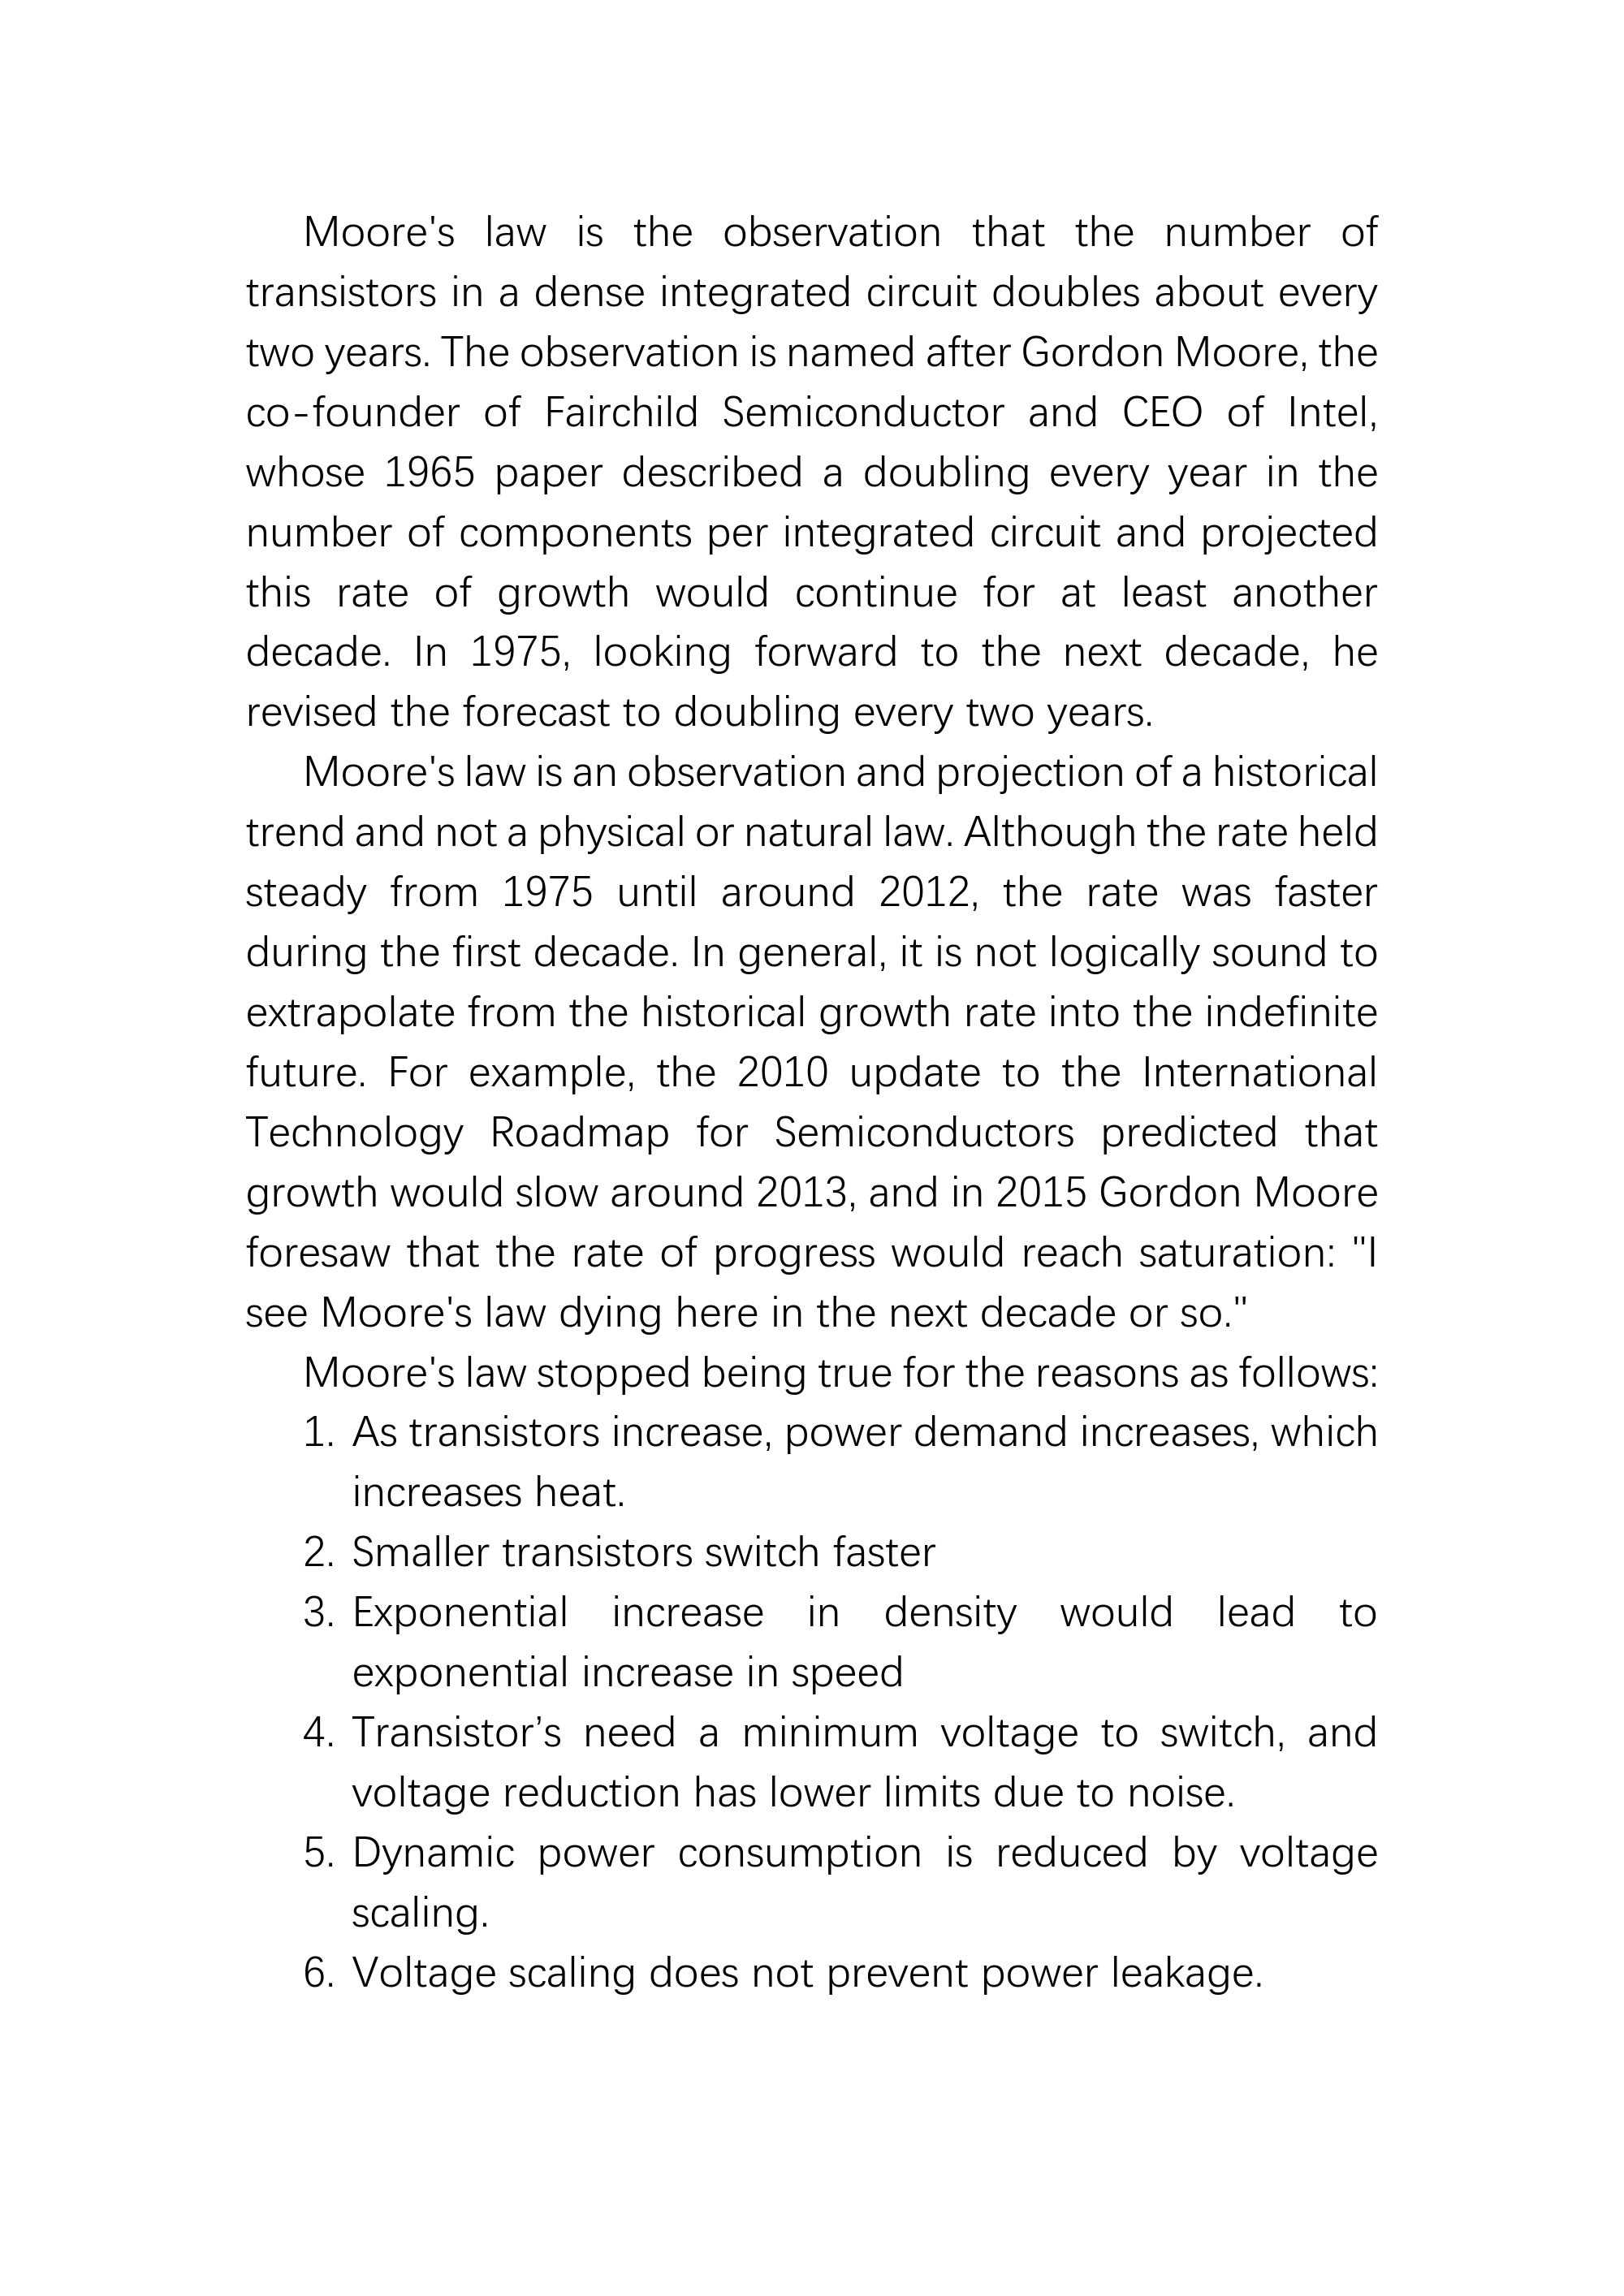 Moore's law is the observation that the number of
transistors in a dense integrated circuit doubles about every
two years. The observation is named after Gordon Moore, the
co-founder of Fairchild Semiconductor and CEO of Intel,
whose 1965 paper described a doubling every year in the
number of components per integrated circuit and projected
this rate of growth would continue for at least another
decade. In 1975, looking forward to the next decade, he
revised the forecast to doubling every two years.
Moore's law is an observation and projection of a historical
trend and not a physical or natural law. Although the rate held
steady from 1975 until around 2012, the rate was faster
during the first decade. In general, it is not logically sound to
extrapolate from the historical growth rate into the indefinite
future. For example, the 2010 update to the International
Technology Roadmap for Semiconductors predicted that
growth would slow around 2013, and in 2015 Gordon Moore
foresaw that the rate of progress would reach saturation: "I
see Moore's law dying here in the next decade or so."
Moore's law stopped being true for the reasons as follows:
1. As transistors increase, power demand increases, which
increases heat.
2. Smaller transistors switch faster
3. Exponential increase in density would lead to
exponential increase in speed
4. Transistor’s need a minimum voltage to switch, and
voltage reduction has lower limits due to noise.
5. Dynamic power consumption is reduced by voltage
scaling.
6. Voltage scaling does not prevent power leakage.